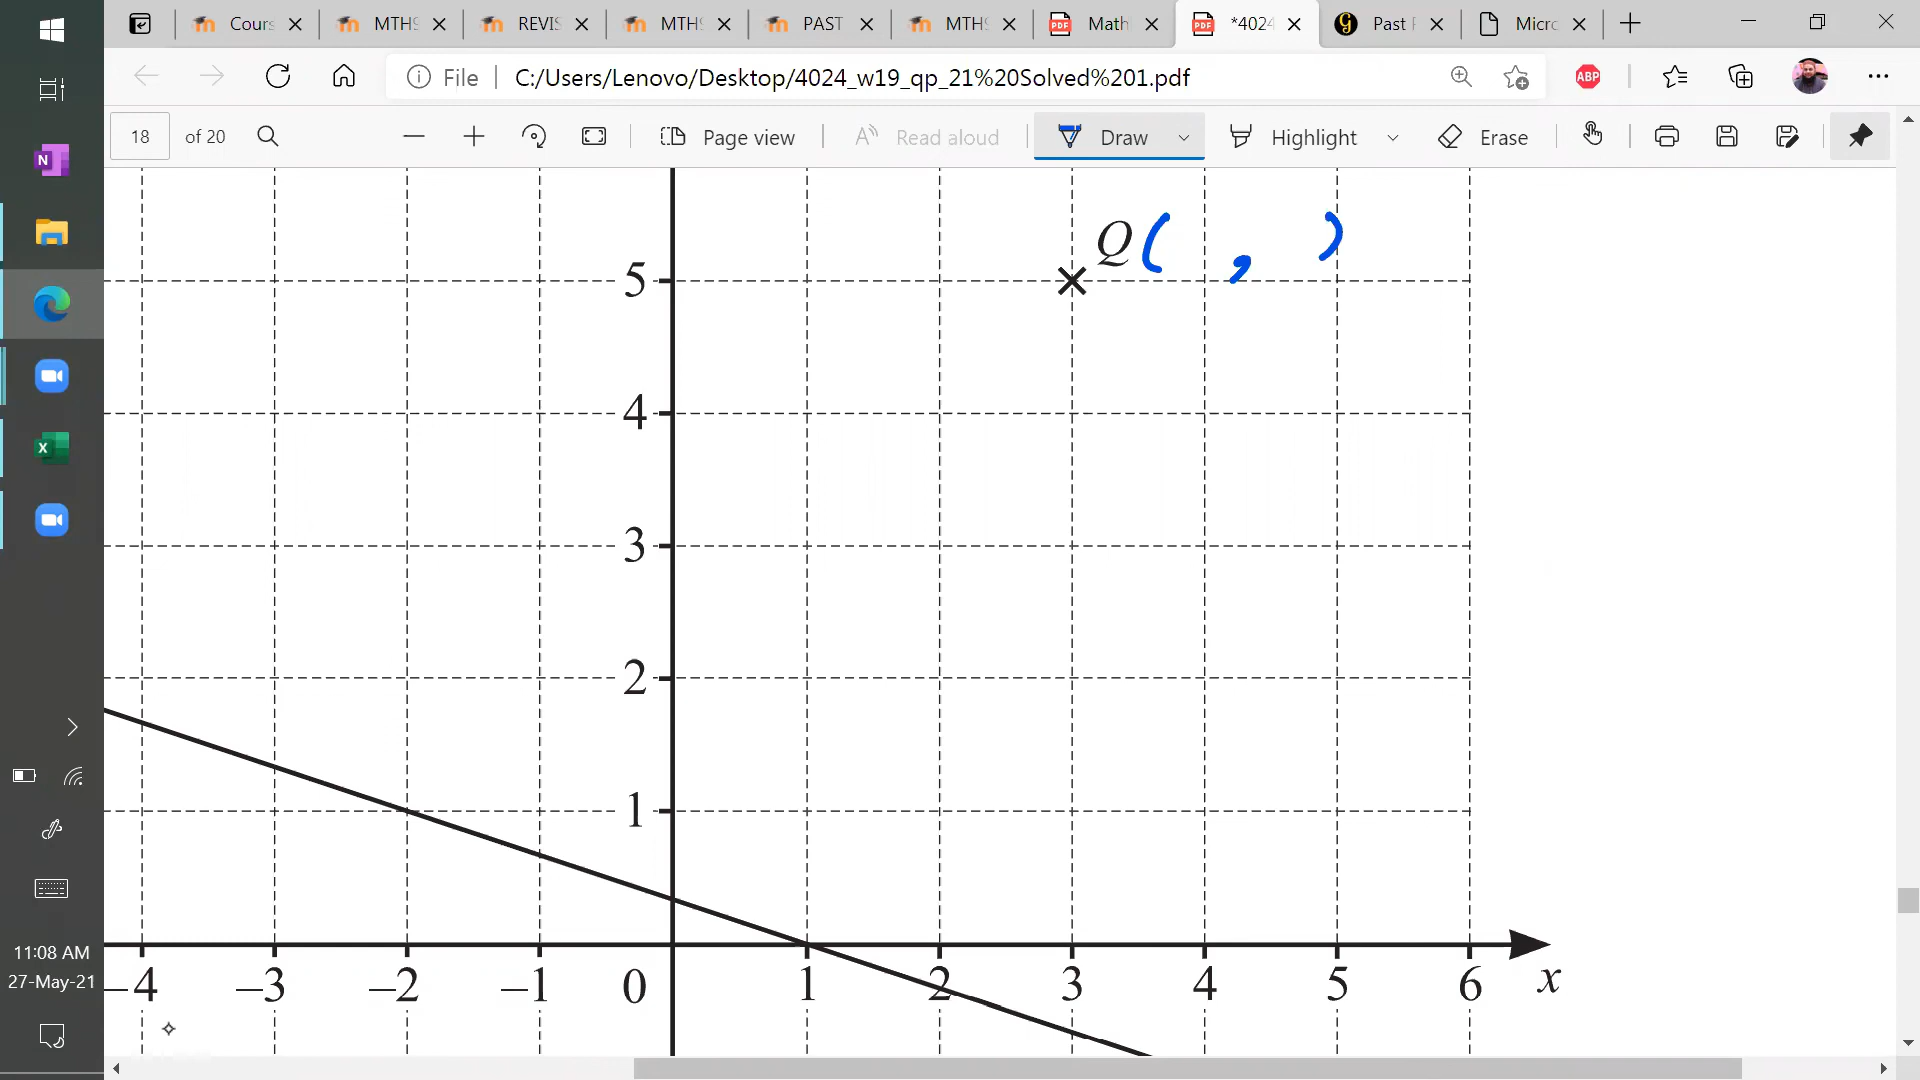 Cours MTHS REVIS MTHS PAST MTHS Math *4024 Past P Micro
File C:/Users/Lenovo/Desktop/4024_w19_qp_21%20Solved%201.pdf ABP
18 of 20 Page view Read aloud Draw Highlight Erase
Q( , )
5
4
3
2
1
–4 –3 –2 –1 0 1 2 3 4 5 6 x
11:08 AM
27-May-21